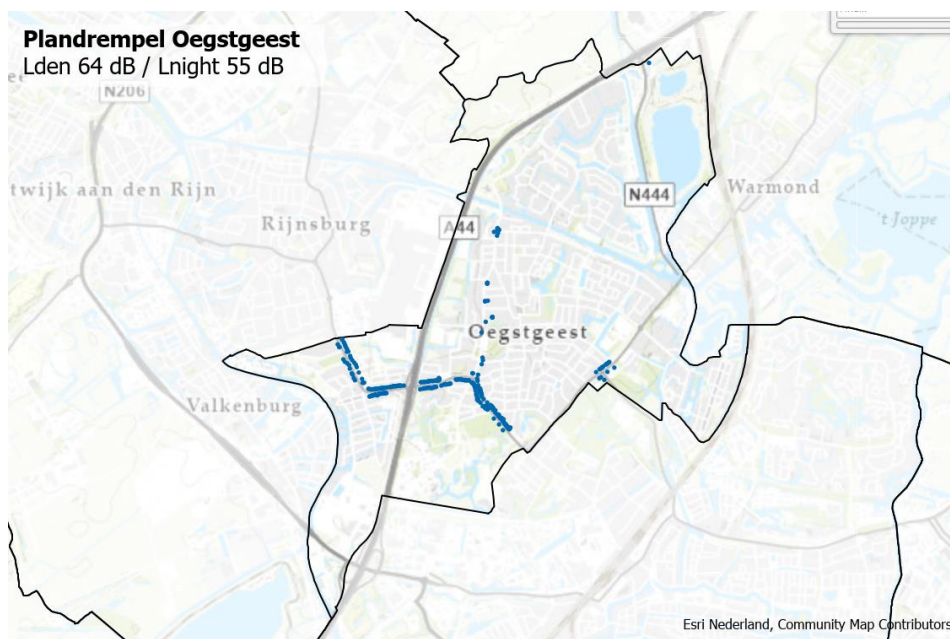 Plandrempel Oegstgeest
Lden 64 dB / Lnight 55 dB
N206
twijk aan den Rijn
Rijnsburg
A44
N444
Warmond
't Joppe
Oegstgeest
Valkenburg
Esri Nederland, Community Map Contributors